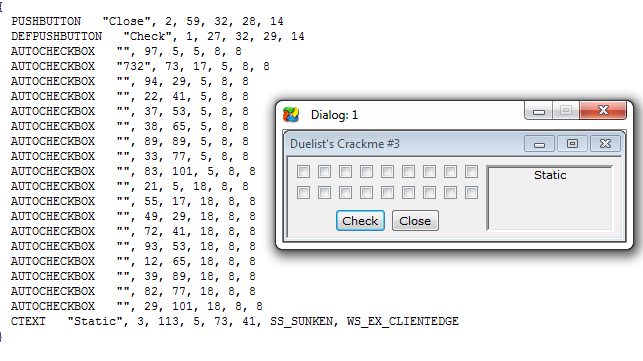 {
PUSHBUTTON "Close", 2, 59, 32, 28, 14
DEFPUSHBUTTON "Check", 1, 27, 32, 29, 14
AUTOCHECKBOX "", 97, 5, 5, 8, 8
AUTOCHECKBOX "732", 73, 17, 5, 8, 8
AUTOCHECKBOX "", 94, 29, 5, 8, 8
AUTOCHECKBOX "", 22, 41, 5, 8, 8
AUTOCHECKBOX "", 37, 53, 5, 8, 8
AUTOCHECKBOX "", 38, 65, 5, 8, 8
AUTOCHECKBOX "", 89, 89, 5, 8, 8
AUTOCHECKBOX "", 33, 77, 5, 8, 8
AUTOCHECKBOX "", 83, 101, 5, 8, 8
AUTOCHECKBOX "", 21, 5, 18, 8, 8
AUTOCHECKBOX "", 55, 17, 18, 8, 8
AUTOCHECKBOX "", 49, 29, 18, 8, 8
AUTOCHECKBOX "", 72, 41, 18, 8, 8
AUTOCHECKBOX "", 93, 53, 18, 8, 8
AUTOCHECKBOX "", 12, 65, 18, 8, 8
AUTOCHECKBOX "", 39, 89, 18, 8, 8
AUTOCHECKBOX "", 82, 77, 18, 8, 8
AUTOCHECKBOX "", 29, 101, 18, 8, 8
CTEXT "Static", 3, 113, 5, 73, 41, SS_SUNKEN, WS_EX_CLIENTEDGE
}
Dialog: 1
Duelist's Crackme #3
Static
Check Close